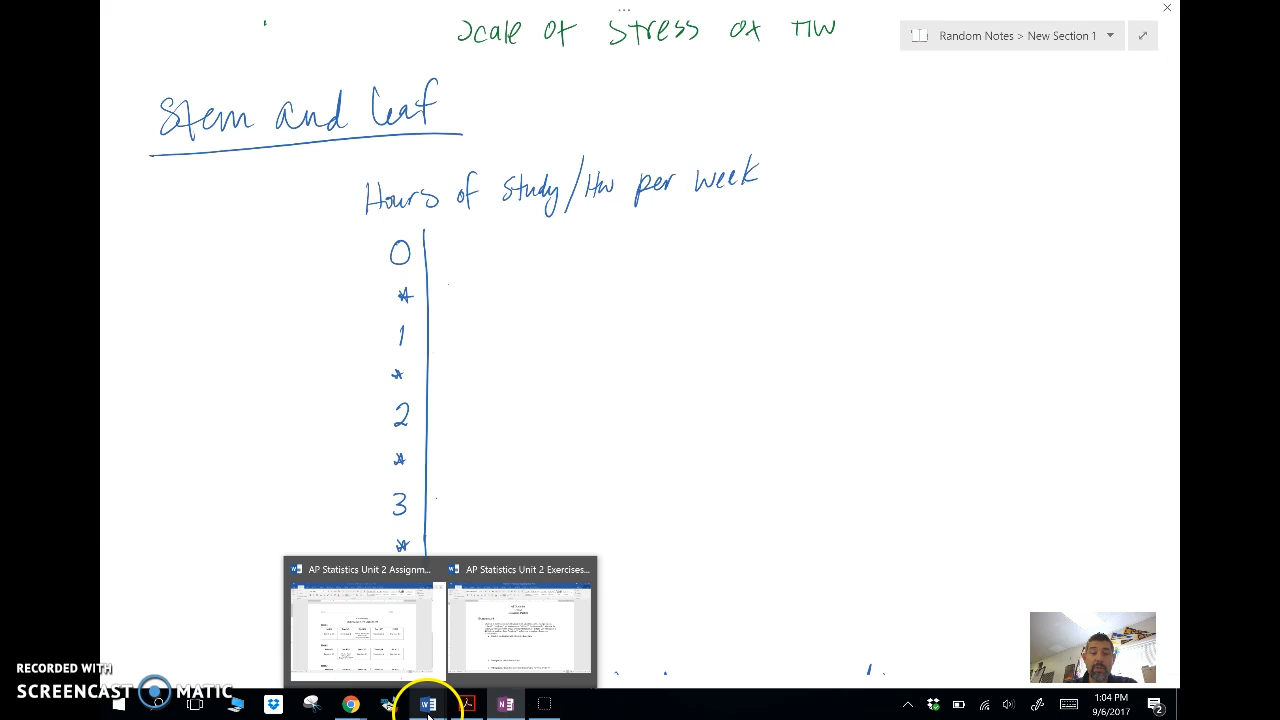 Scale of Stress of HW
Random Notes > New Section 1
Stem and leaf
Hours of study/HW per week
0
*
1
*
2
*
3
*
AP Statistics Unit 2 Assignm...
AP Statistics Unit 2 Exercises...
RECORDED WITH
SCREENCAST MATIC
1:04 PM
9/6/2017
2